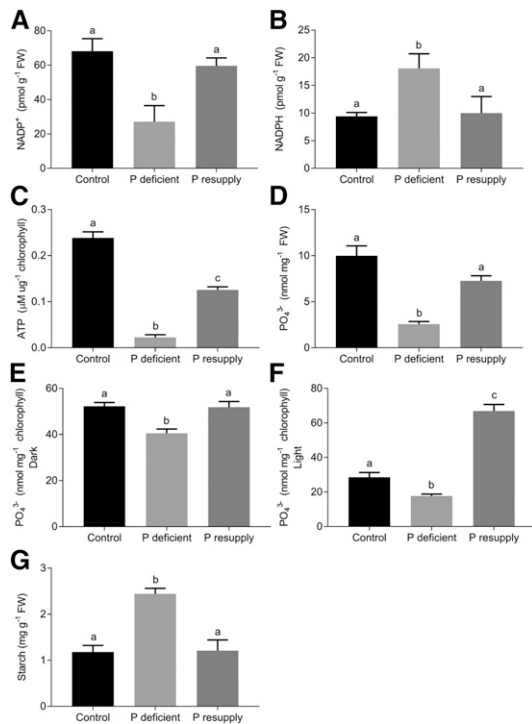 A
NADP+ (pmol g-1 FW)
80
60
40
20
0
a
b
a
Control
P deficient
P resupply
B
NADPH (pmol g-1 FW)
25
20
15
10
5
0
a
b
a
Control
P deficient
P resupply
C
ATP (μM ug-1 chlorophyll)
0.3
0.2
0.1
0.0
a
b
c
Control
P deficient
P resupply
D
PO43- (nmol mg-1 FW)
15
10
5
0
a
b
a
Control
P deficient
P resupply
E
PO43- (nmol mg-1 chlorophyll)
Dark
60
40
20
0
a
b
a
Control
P deficient
P resupply
F
PO43- (nmol mg-1 chlorophyll)
Light
80
60
40
20
0
a
b
c
Control
P deficient
P resupply
G
Starch (mg g-1 FW)
3
2
1
0
a
b
a
Control
P deficient
P resupply